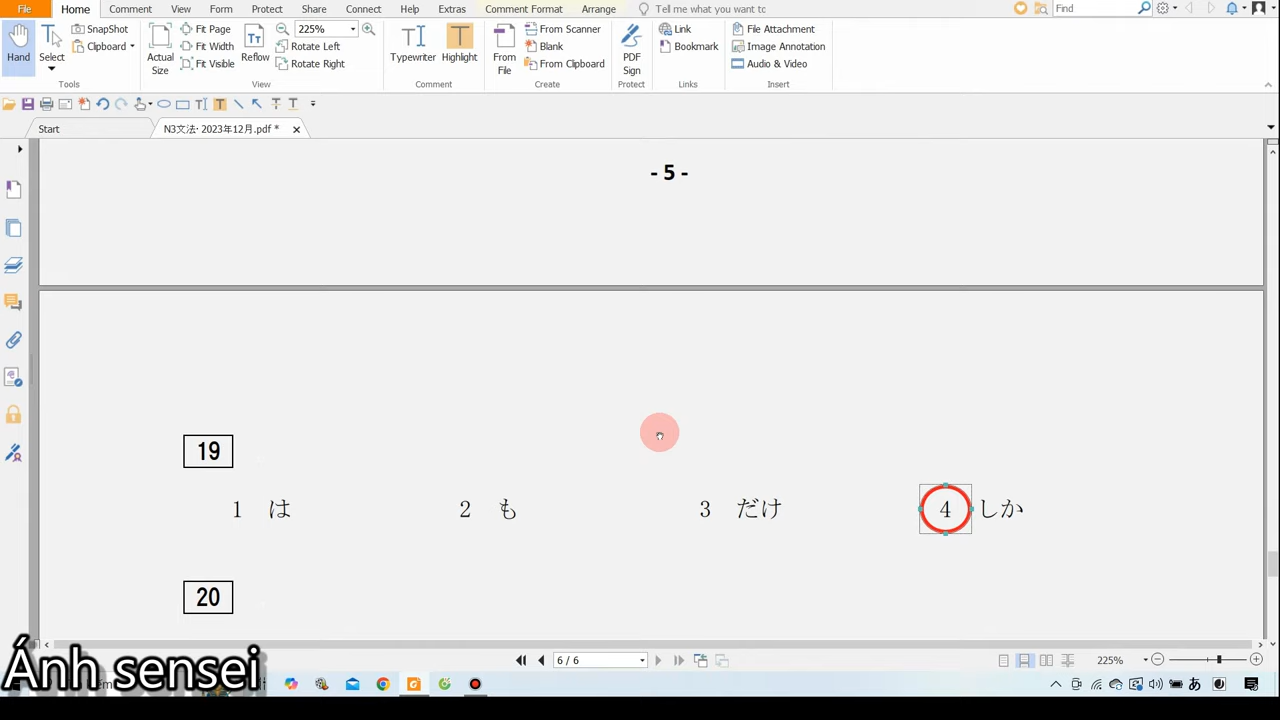 File Home Comment View Form Protect Share Connect Help Extras Comment Format Arrange Tell me what you want tc Find
SnapShot Fit Page 225% From Scanner Link File Attachment
Clipboard Fit Width Blank Bookmark Image Annotation
Hand Select Actual Size Fit Visible Reflow Rotate Left Rotate Right Typewriter Highlight From File From Clipboard PDF Sign Audio & Video
Tools View Comment Create Protect Links Insert
Start N3文法· 2023年12月.pdf *
- 5 -
19
1 は 2 も 3 だけ 4 しか
20
6 / 6 225%
Ánh sensei
あ